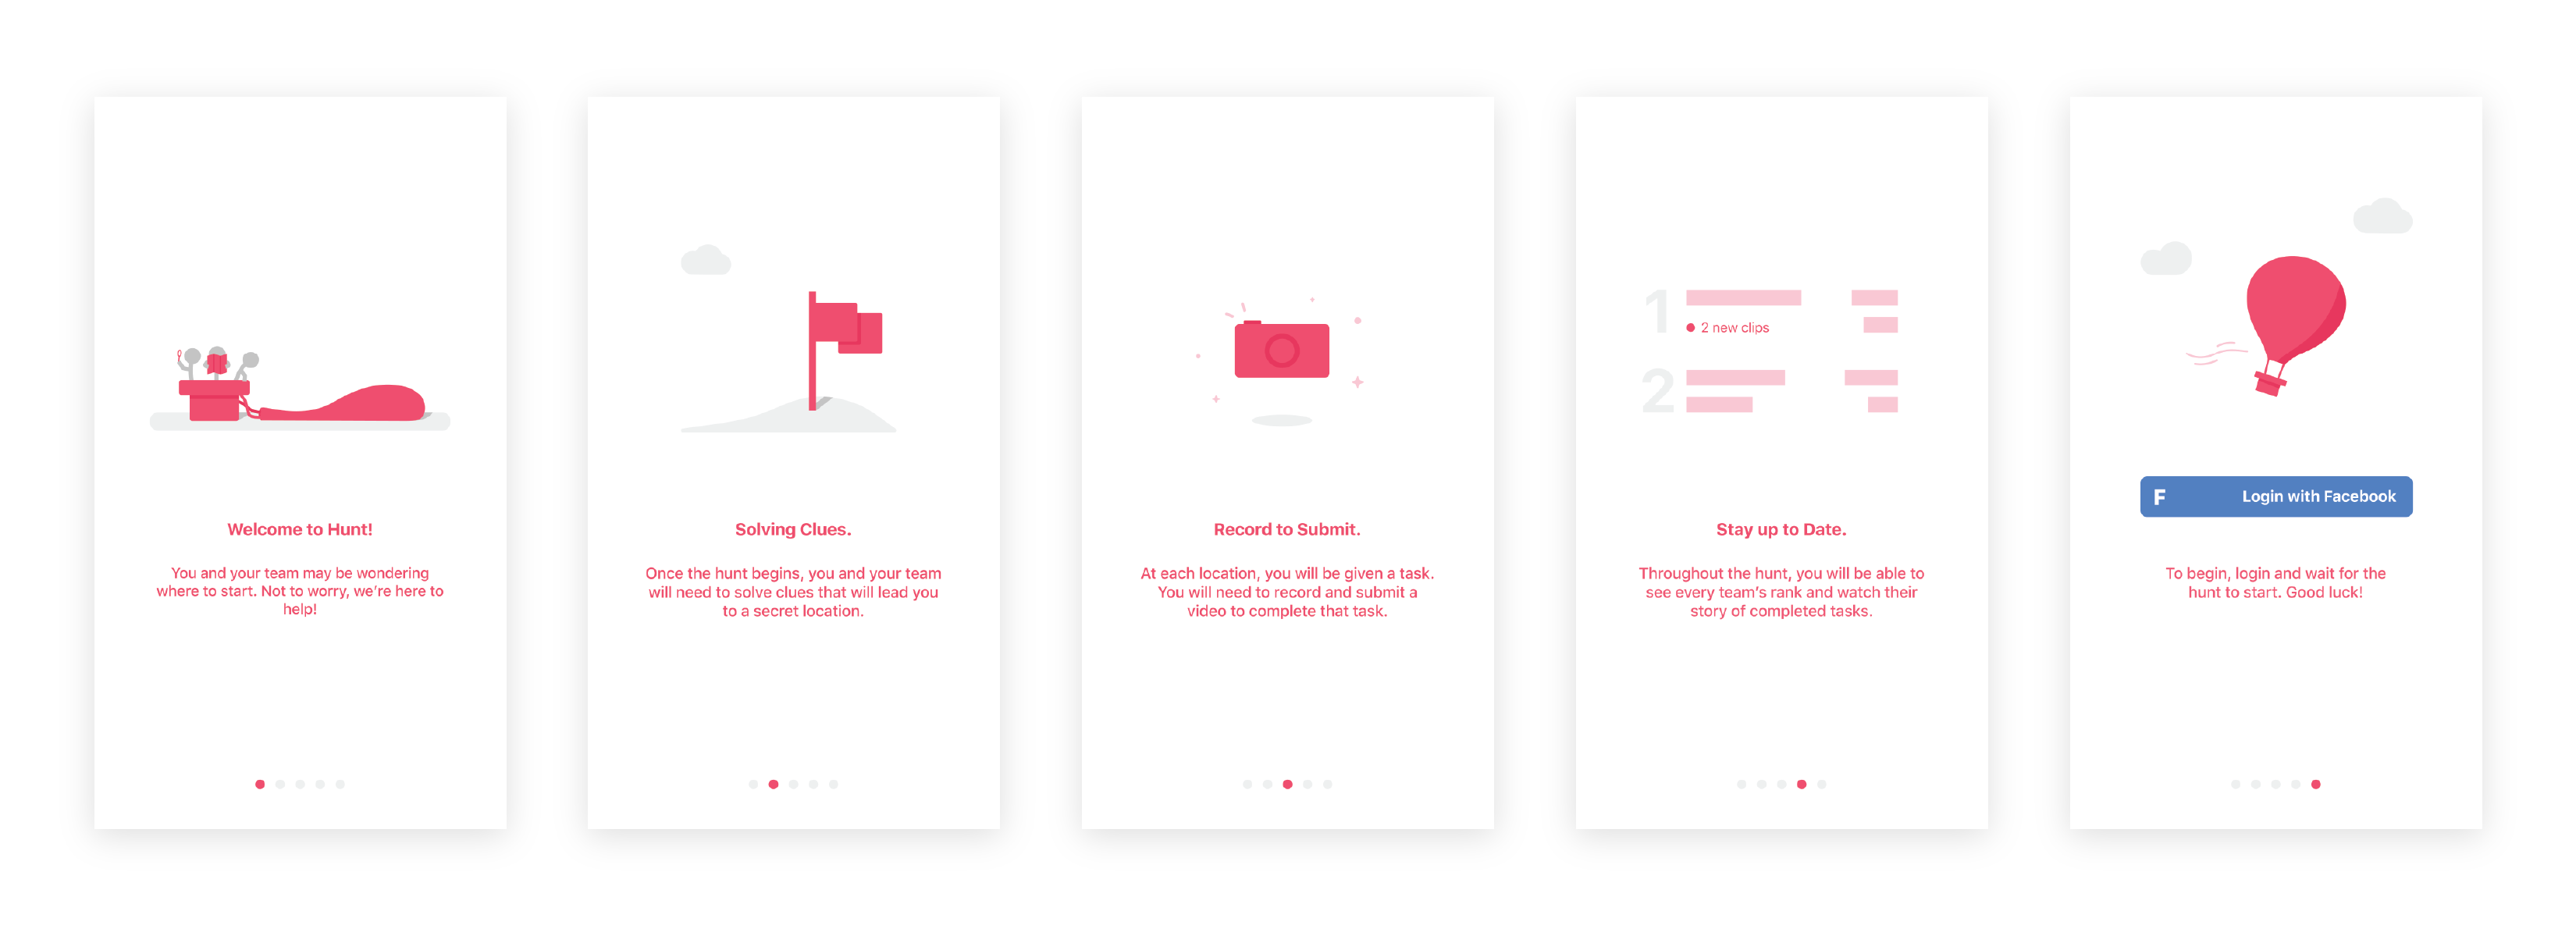 Welcome to Hunt!
You and your team may be wondering
where to start. Not to worry, we're here to
help!
Solving Clues.
Once the hunt begins, you and your team
will need to solve clues that will lead you
to a secret location.
Record to Submit.
At each location, you will be given a task.
You will need to record and submit a
video to complete that task.
1
2 new clips
2
Stay up to Date.
Throughout the hunt, you will be able to
see every team's rank and watch their
story of completed tasks.
F Login with Facebook
To begin, login and wait for the
hunt to start. Good luck!